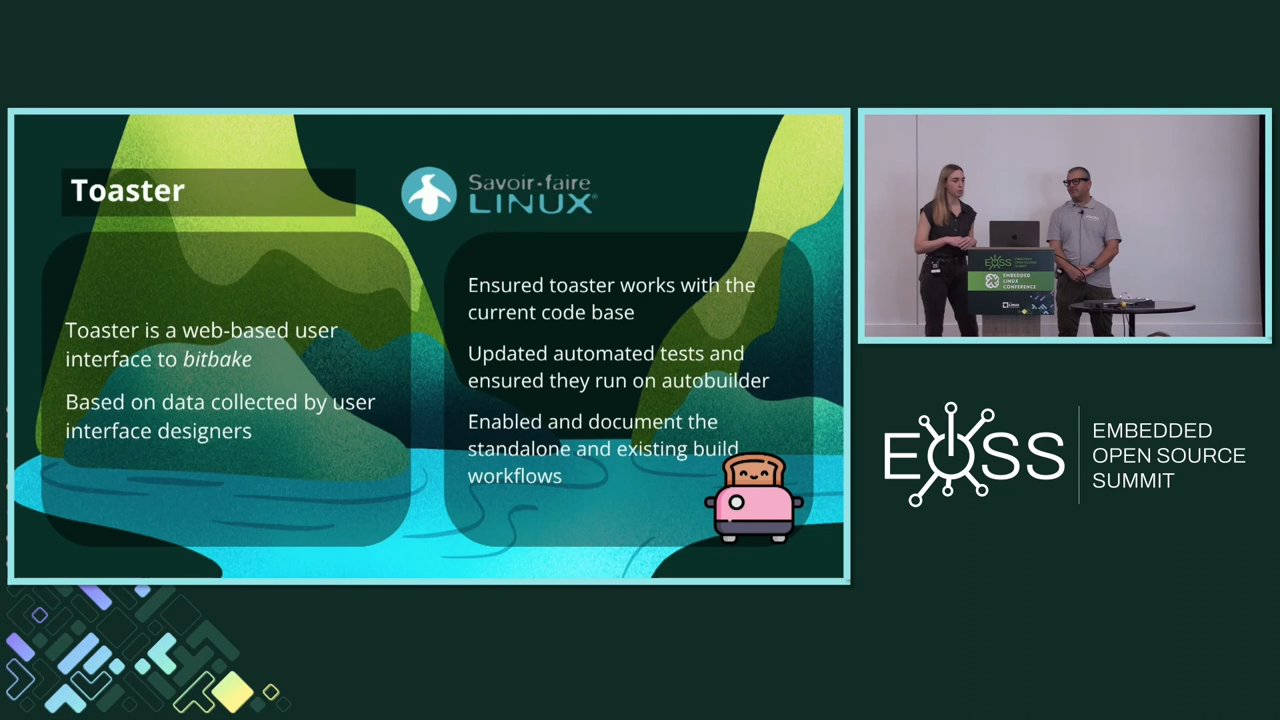 Toaster
Savoir-faire
LINUX
Toaster is a web-based user
interface to bitbake
Based on data collected by user
interface designers
Ensured toaster works with the
current code base
Updated automated tests and
ensured they run on autobuilder
Enabled and document the
standalone and existing build
workflows
EOSS
EMBEDDED
LINUX
CONFERENCE
EOSS
EMBEDDED
OPEN SOURCE
SUMMIT